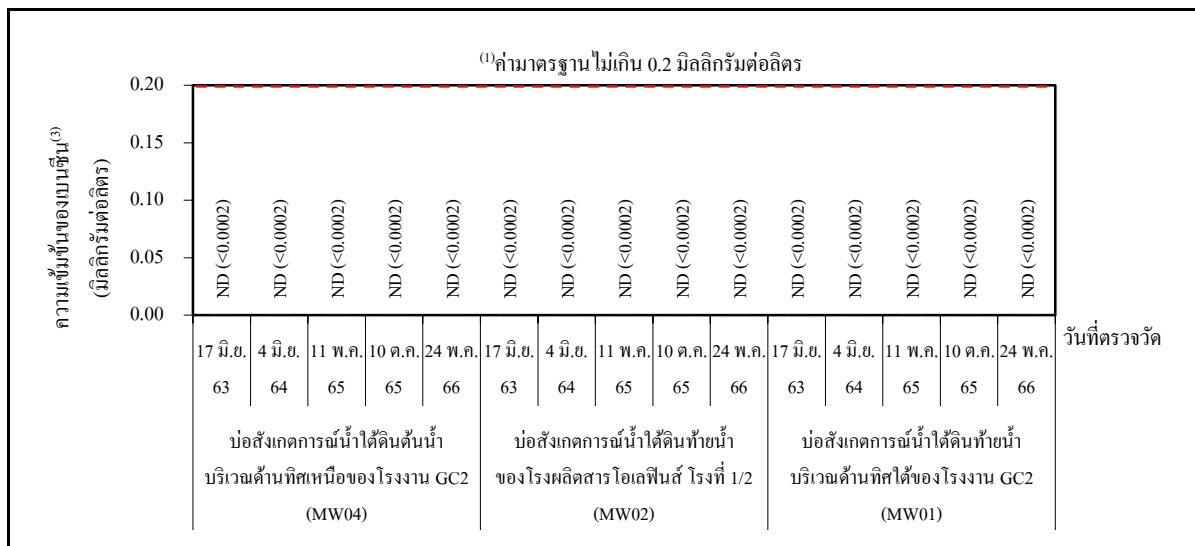 ⁽¹⁾ค่ามาตรฐานไม่เกิน 0.2 มิลลิกรัมต่อลิตร
ความเข้มข้นของเบนซีน⁽³⁾
(มิลลิกรัมต่อลิตร)
0.20
0.15
0.10
0.05
0.00
ND (<0.0002) ND (<0.0002) ND (<0.0002) ND (<0.0002) ND (<0.0002) ND (<0.0002) ND (<0.0002) ND (<0.0002) ND (<0.0002) ND (<0.0002) ND (<0.0002) ND (<0.0002) ND (<0.0002) ND (<0.0002) ND (<0.0002)
17 มิ.ย. 4 มิ.ย. 11 พ.ค. 10 ต.ค. 24 พ.ค. 17 มิ.ย. 4 มิ.ย. 11 พ.ค. 10 ต.ค. 24 พ.ค. 17 มิ.ย. 4 มิ.ย. 11 พ.ค. 10 ต.ค. 24 พ.ค. วันที่ตรวจวัด
63 64 65 65 66 63 64 65 65 66 63 64 65 65 66
บ่อสังเกตการณ์น้ำใต้ดินต้นน้ำ บ่อสังเกตการณ์น้ำใต้ดินท้ายน้ำ บ่อสังเกตการณ์น้ำใต้ดินท้ายน้ำ
บริเวณด้านทิศเหนือของโรงงาน GC2 ของโรงผลิตสารโอเลฟินส์ โรงที่ 1/2 บริเวณด้านทิศใต้ของโรงงาน GC2
(MW04) (MW02) (MW01)